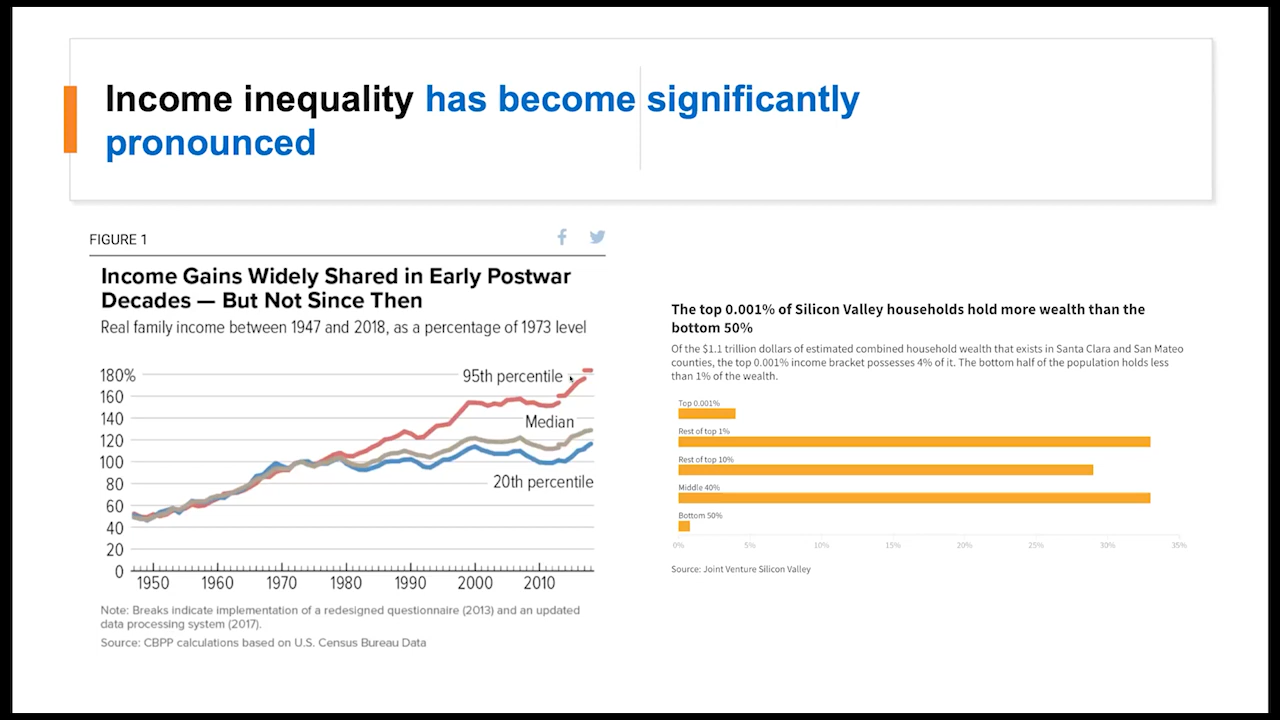 Income inequality has become significantly
pronounced
FIGURE 1
Income Gains Widely Shared in Early Postwar
Decades — But Not Since Then
Real family income between 1947 and 2018, as a percentage of 1973 level
180%
160
140
120
100
80
60
40
20
0
95th percentile
Median
20th percentile
1950 1960 1970 1980 1990 2000 2010
Note: Breaks indicate implementation of a redesigned questionnaire (2013) and an updated
data processing system (2017).
Source: CBPP calculations based on U.S. Census Bureau Data
The top 0.001% of Silicon Valley households hold more wealth than the
bottom 50%
Of the $1.1 trillion dollars of estimated combined household wealth that exists in Santa Clara and San Mateo
counties, the top 0.001% income bracket possesses 4% of it. The bottom half of the population holds less
than 1% of the wealth.
Top 0.001%
Rest of top 1%
Rest of top 10%
Middle 40%
Bottom 50%
0% 5% 10% 15% 20% 25% 30% 35%
Source: Joint Venture Silicon Valley